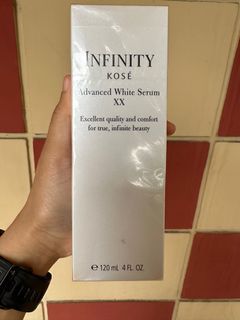 INFINITY
KOSÉ
Advanced White Serum
XX
Excellent quality and comfort
for true, infinite beauty
℮ 120 mL 4 FL. OZ.